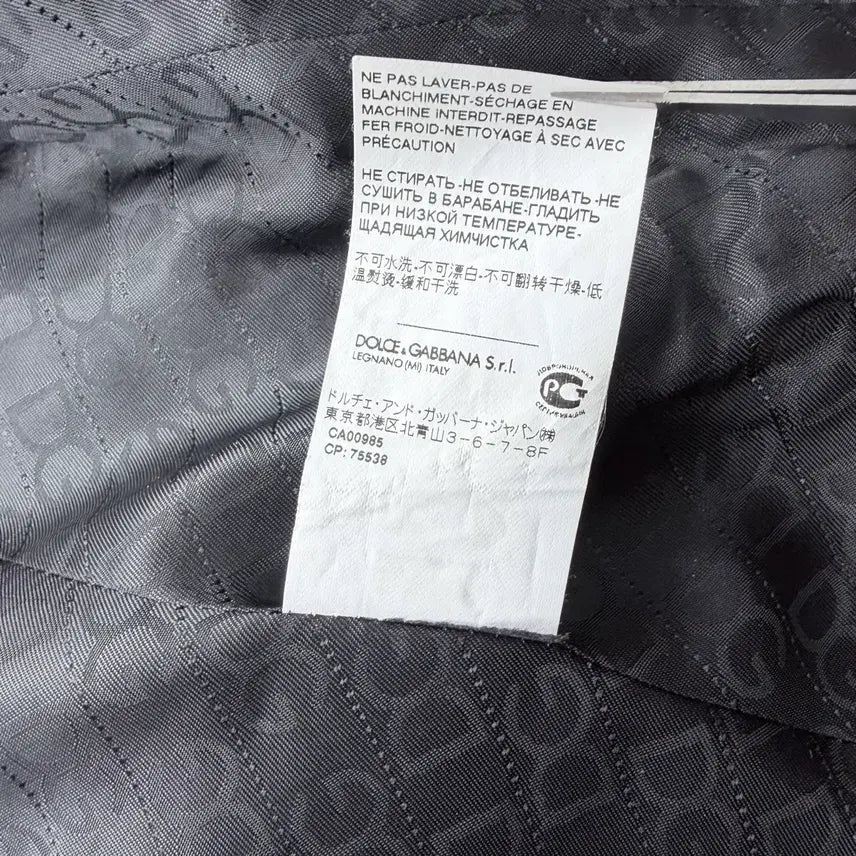 NE PAS LAVER-PAS DE
BLANCHIMENT-SÉCHAGE EN
MACHINE INTERDIT-REPASSAGE
FER FROID-NETTOYAGE À SEC AVEC
PRÉCAUTION
НЕ СТИРАТЬ-НЕ ОТБЕЛИВАТЬ-НЕ
СУШИТЬ В БАРАБАНЕ-ГЛАДИТЬ
ПРИ НИЗКОЙ ТЕМПЕРАТУРЕ-
ЩАДЯЩАЯ ХИМЧИСТКА
不可水洗-不可漂白-不可翻转干燥-低
温熨烫-缓和干洗
DOLCE & GABBANA S.r.l.
LEGNANO (MI) ITALY
РСТ
ドルチェ・アンド・ガッバーナ・ジャパン㈱
東京都港区北青山3-6-7-8F
CA00985
CP: 75538